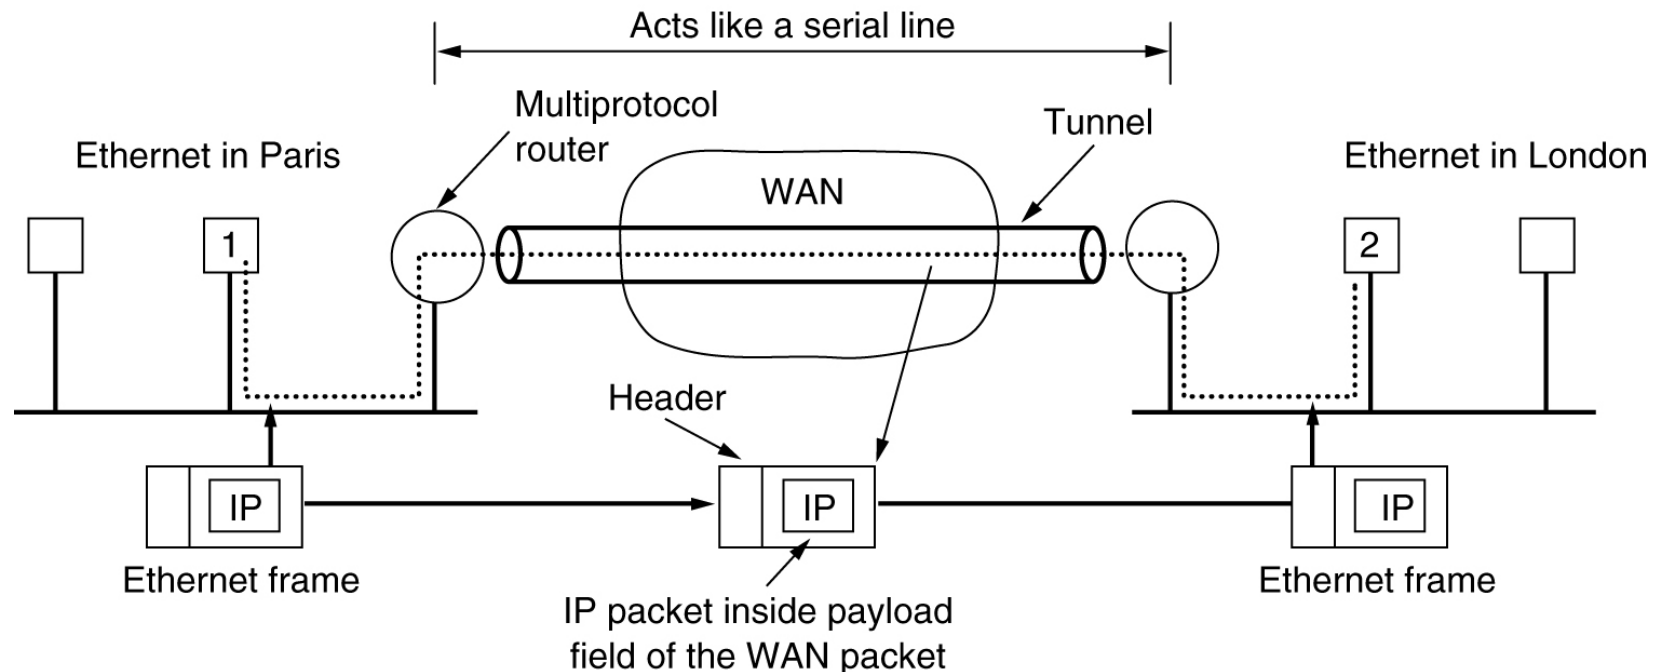 Acts like a serial line
Multiprotocol
router
Tunnel
Ethernet in Paris
Ethernet in London
WAN
1
2
Header
IP
IP
IP
Ethernet frame
Ethernet frame
IP packet inside payload
field of the WAN packet